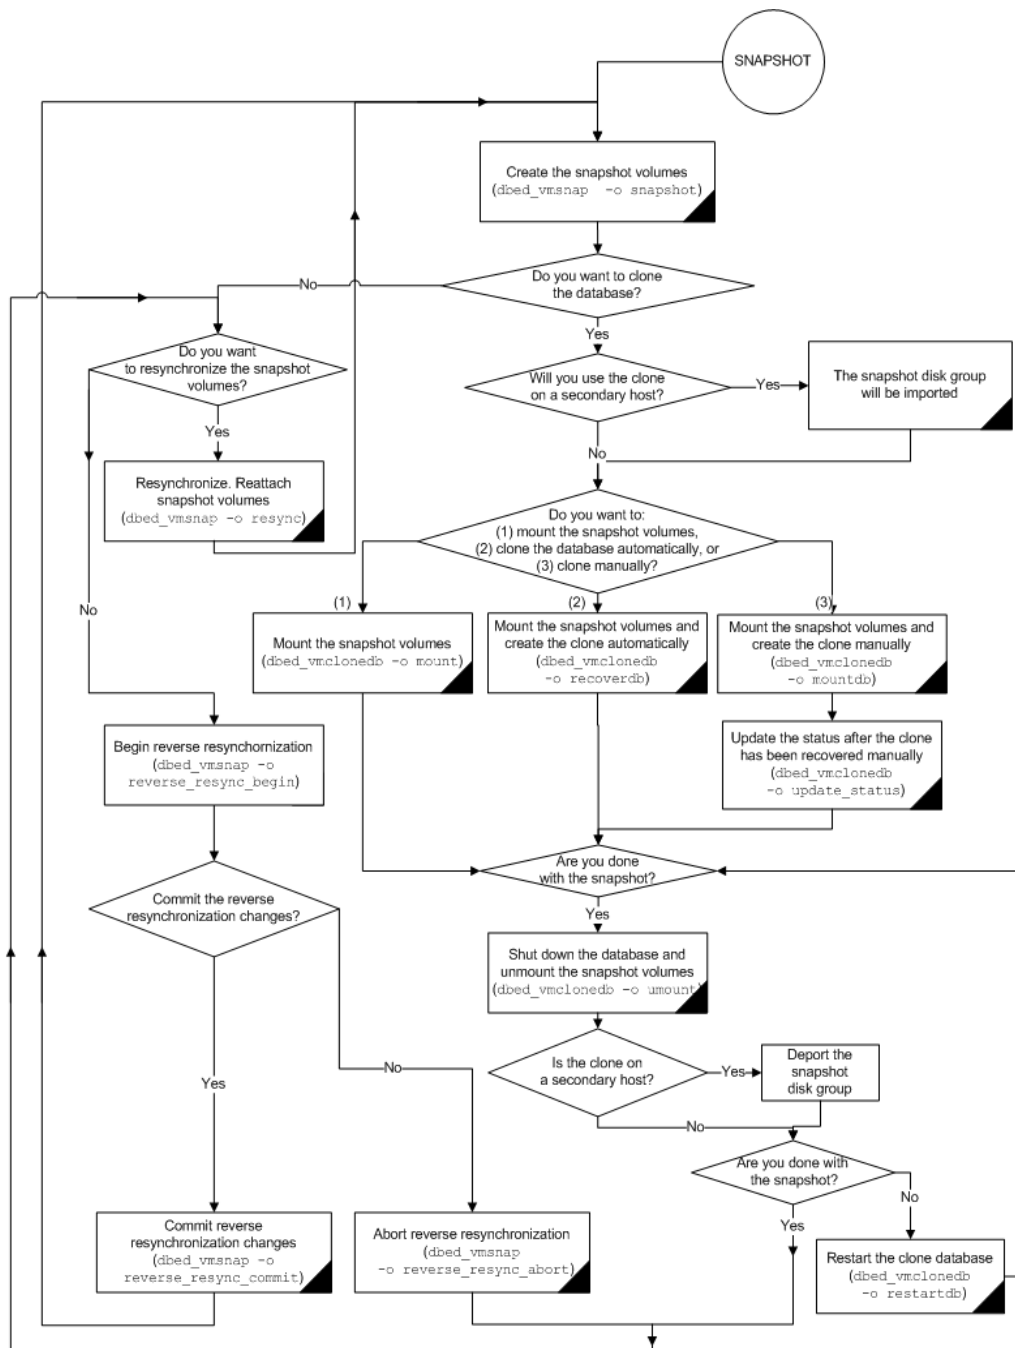 SNAPSHOT
Create the snapshot volumes
(dbed_vmsnap -o snapshot)
Do you want to clone
the database?
No
Yes
Do you want
to resynchronize the snapshot
volumes?
Will you use the clone
on a secondary host?
Yes
The snapshot disk group
will be imported
Yes
No
Resynchronize. Reattach
snapshot volumes
(dbed_vmsnap -o resync)
Do you want to:
(1) mount the snapshot volumes,
(2) clone the database automatically, or
(3) clone manually?
No
(1)
(2)
(3)
Mount the snapshot volumes
(dbed_vmclonedb -o mount)
Mount the snapshot volumes and
create the clone automatically
(dbed_vmclonedb
-o recoverdb)
Mount the snapshot volumes and
create the clone manually
(dbed_vmclonedb
-o mountdb)
Begin reverse resynchornization
(dbed_vmsnap -o
reverse_resync_begin)
Update the status after the clone
has been recovered manually
(dbed_vmclonedb
-o update_status)
Are you done
with the snapshot?
Commit the reverse
resynchronization changes?
Yes
Shut down the database and
unmount the snapshot volumes
(dbed_vmclonedb -o umount)
Is the clone on
a secondary host?
Yes
Deport the
snapshot
disk group
No
Yes
No
Are you done with
the snapshot?
No
Yes
Commit reverse
resynchronization changes
(dbed_vmsnap -o
reverse_resync_commit)
Abort reverse resynchronization
(dbed_vmsnap
-o reverse_resync_abort)
Restart the clone database
(dbed_vmclonedb
-o restartdb)